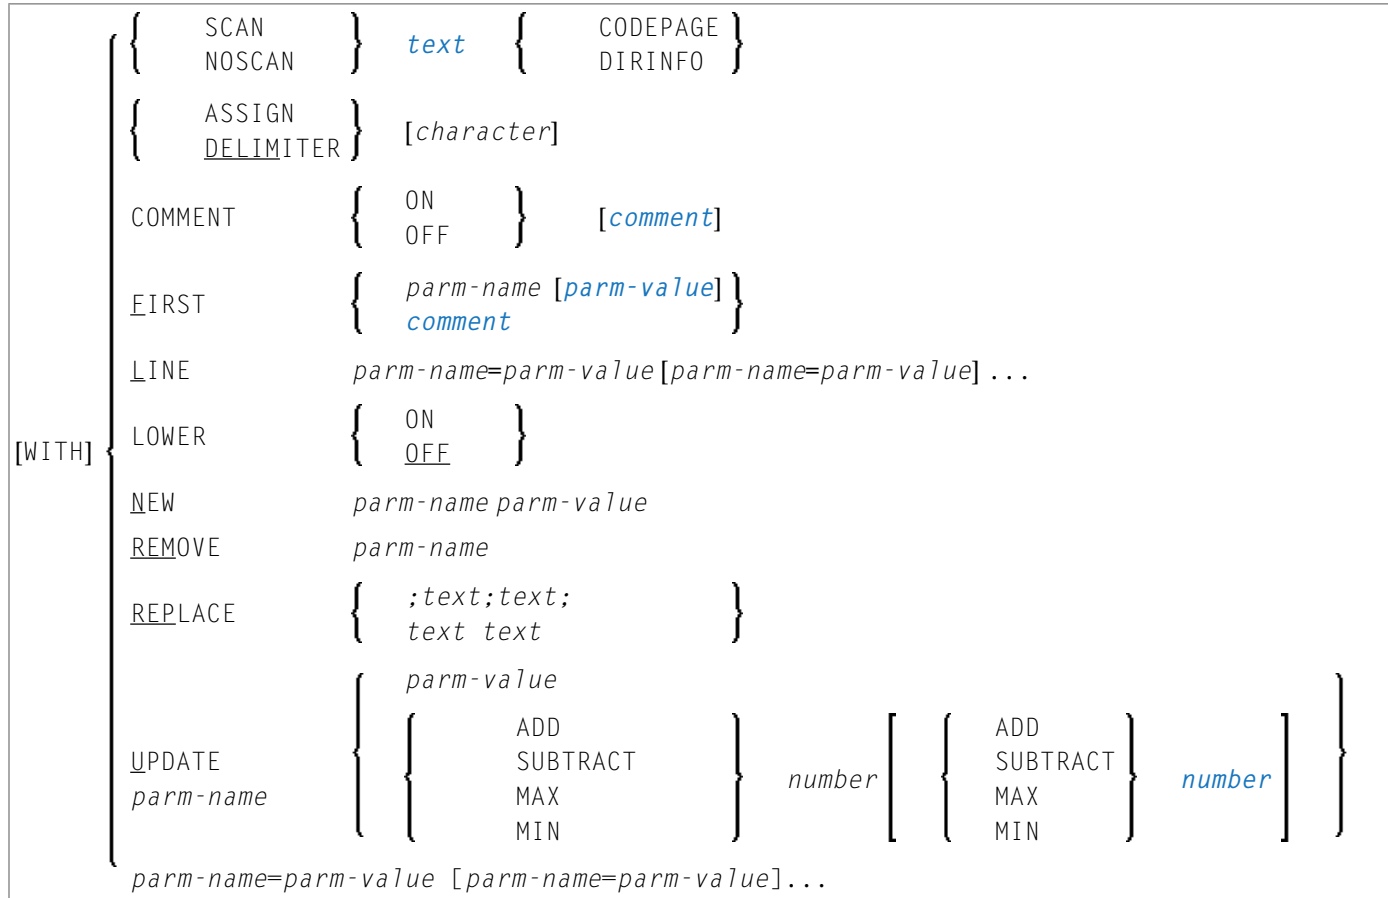 SCAN
NOSCAN
text
CODEPAGE
DIRINFO
ASSIGN
DELIMITER
[character]
COMMENT
ON
OFF
[comment]
FIRST
parm-name [parm-value]
comment
LINE parm-name=parm-value[parm-name=parm-value]...
[WITH]
LOWER
ON
OFF
NEW parm-name parm-value
REMOVE parm-name
REPLACE
;text;text;
text text
UPDATE
parm-name
parm-value
ADD
SUBTRACT
MAX
MIN
number
ADD
SUBTRACT
MAX
MIN
number
parm-name=parm-value [parm-name=parm-value]...